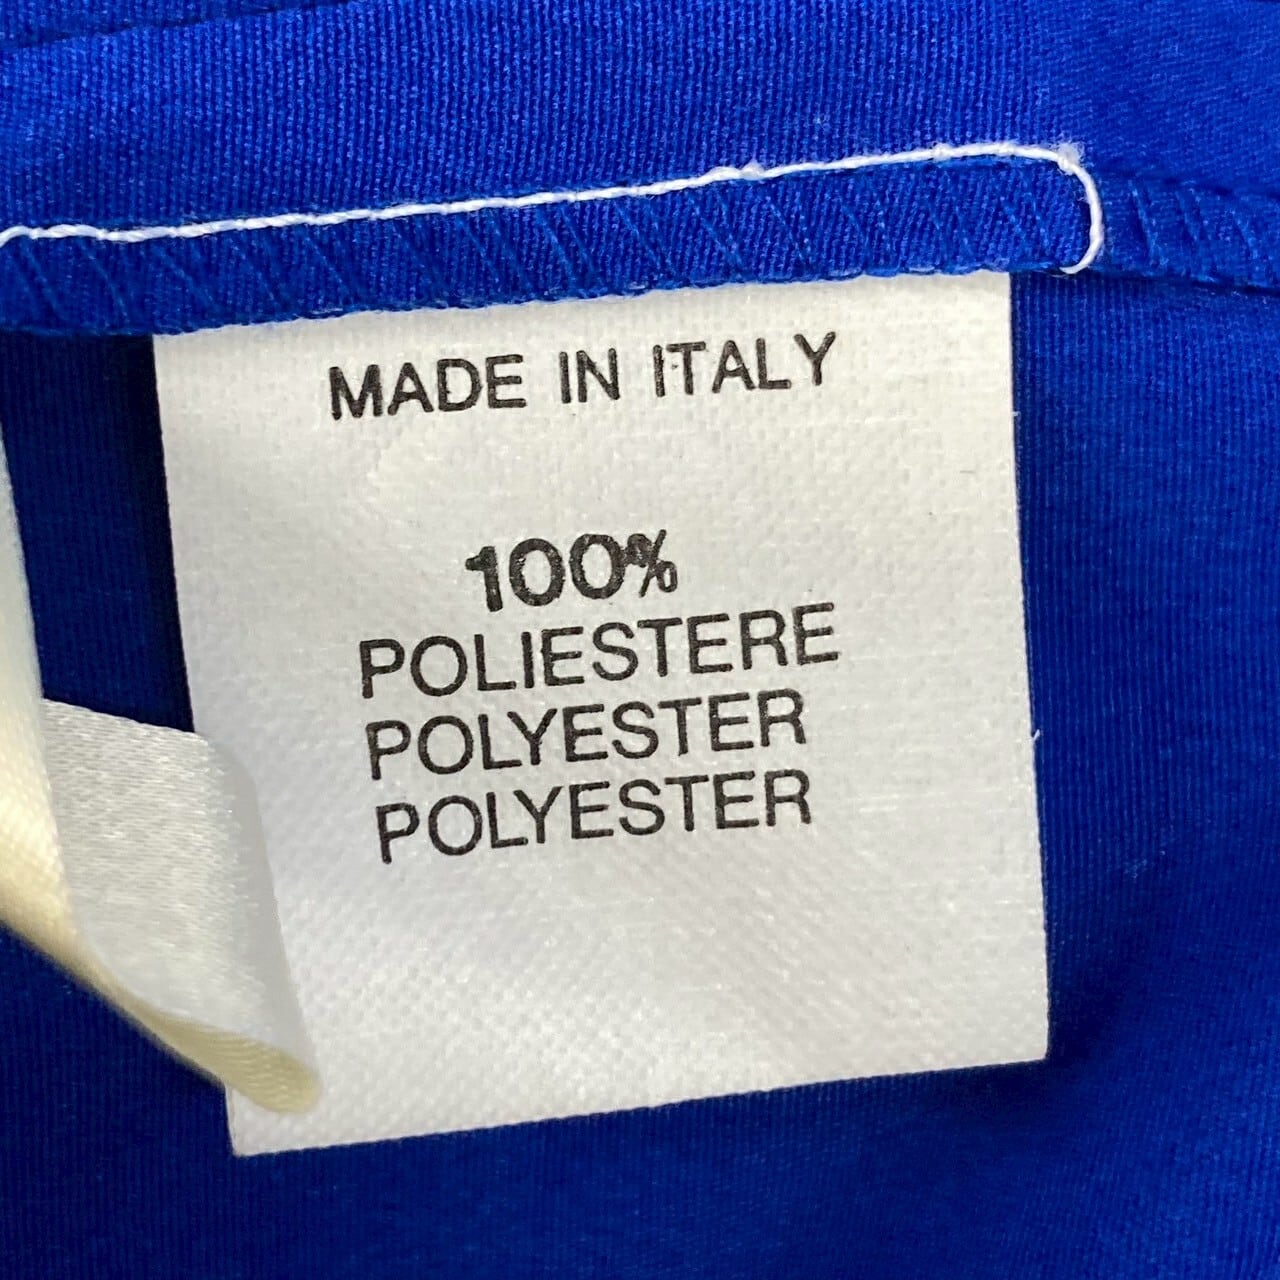 MADE IN ITALY
100%
POLIESTERE
POLYESTER
POLYESTER